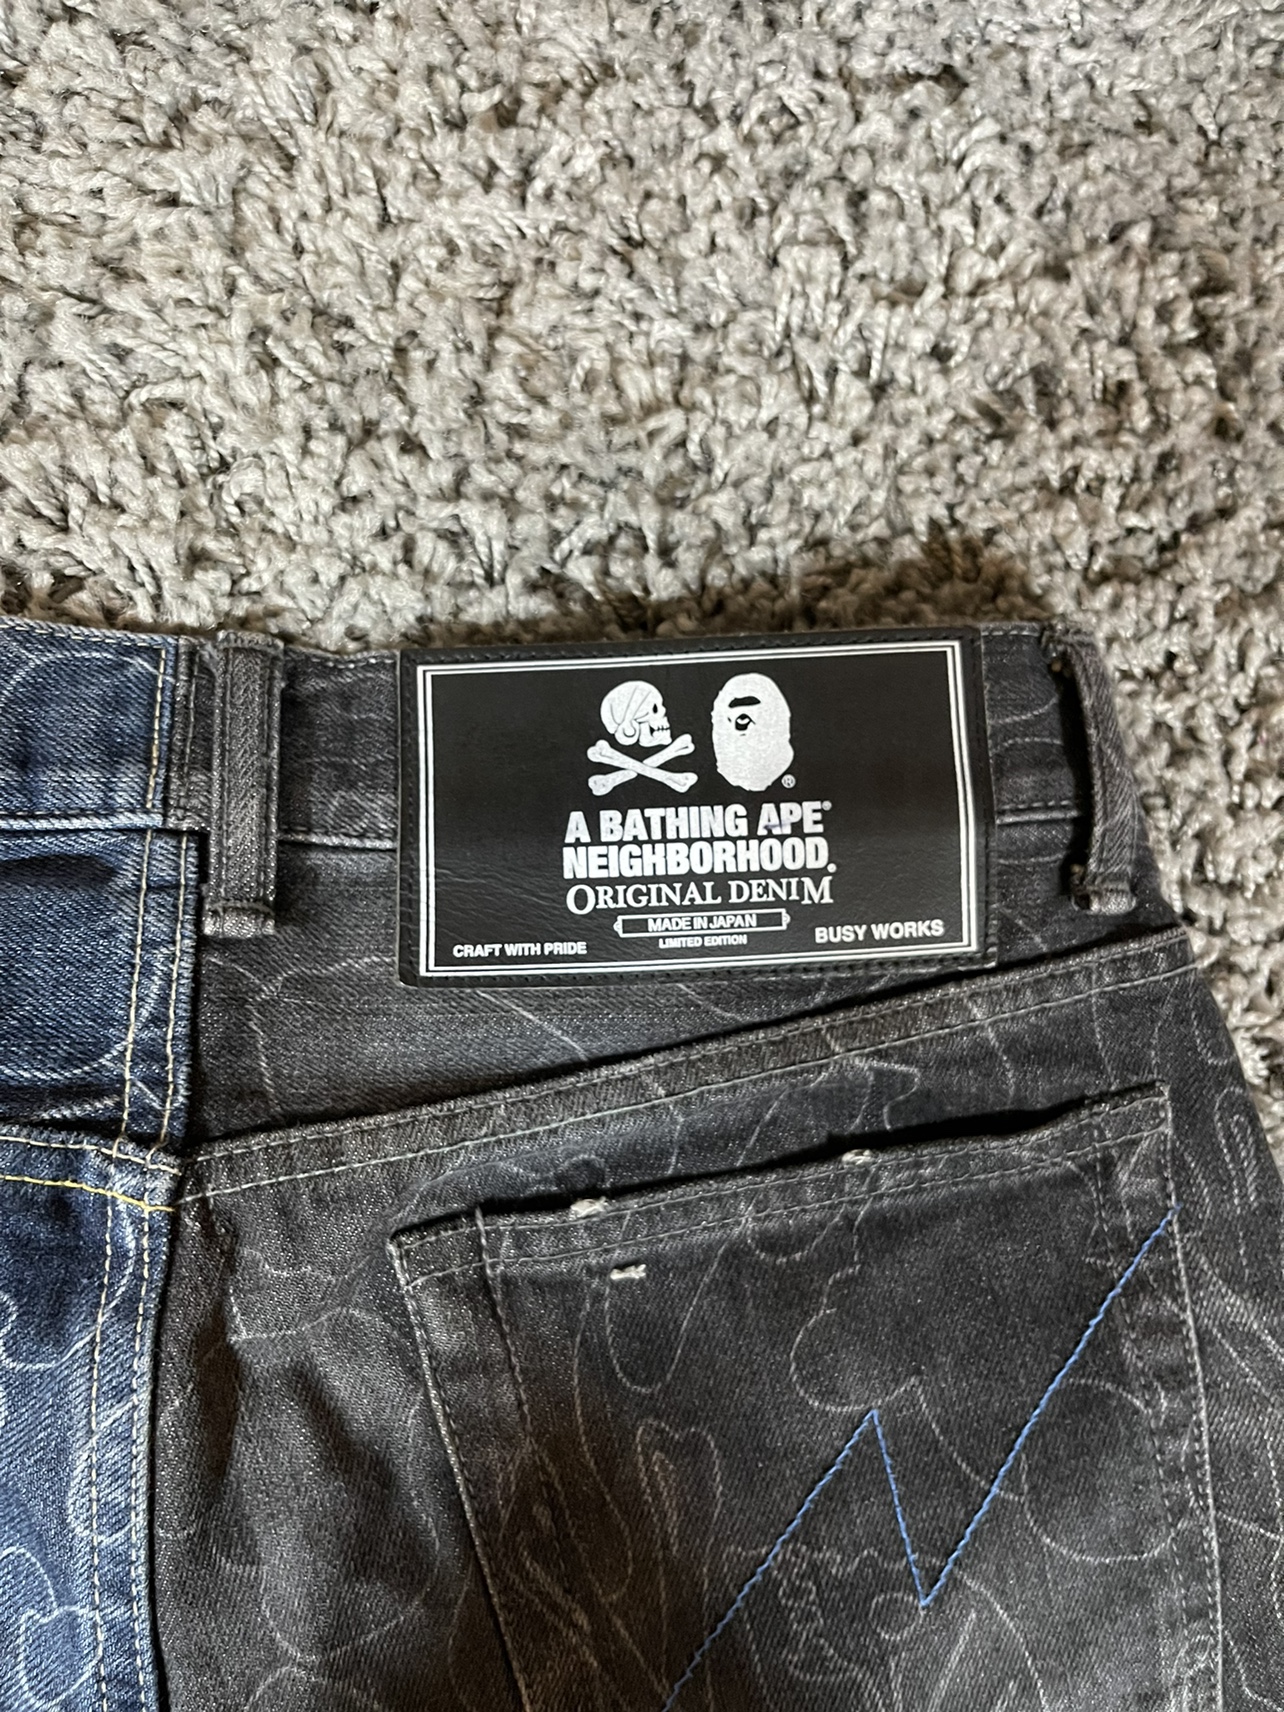 A BATHING APE®
NEIGHBORHOOD.
ORIGINAL DENIM
MADE IN JAPAN
LIMITED EDITION
CRAFT WITH PRIDE
BUSY WORKS